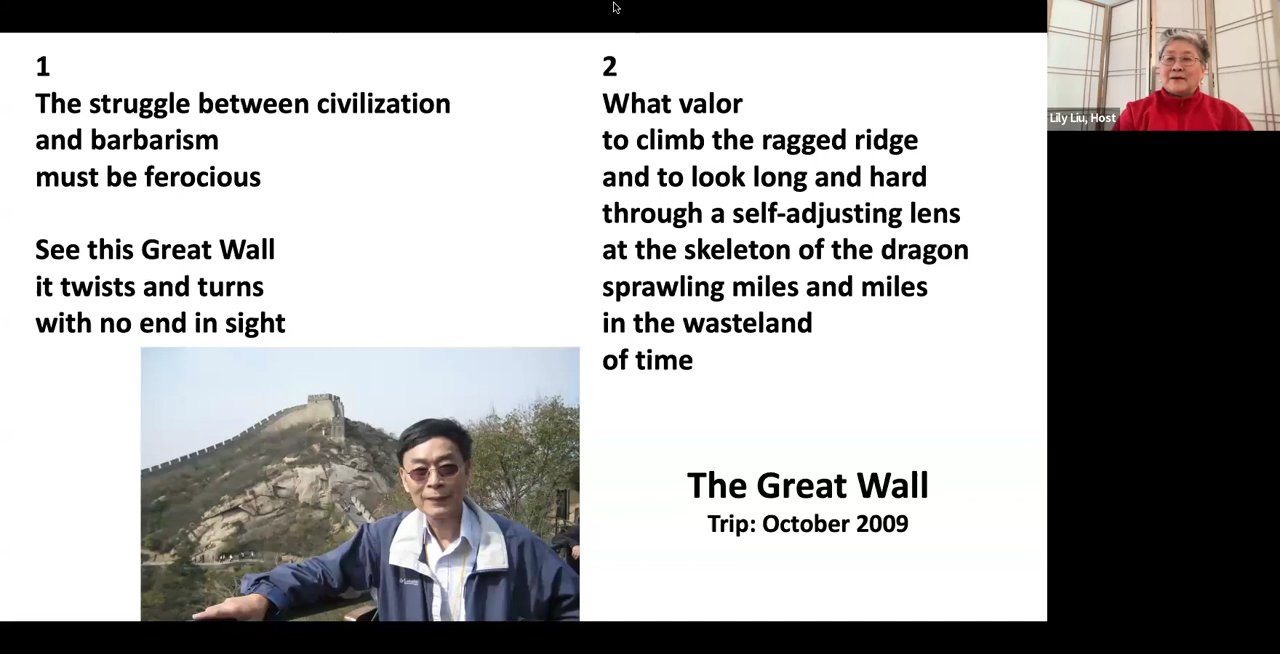 1
The struggle between civilization
and barbarism
must be ferocious
See this Great Wall
it twists and turns
with no end in sight
2
What valor
to climb the ragged ridge
and to look long and hard
through a self-adjusting lens
at the skeleton of the dragon
sprawling miles and miles
in the wasteland
of time
The Great Wall
Trip: October 2009
Lily Liu, Host